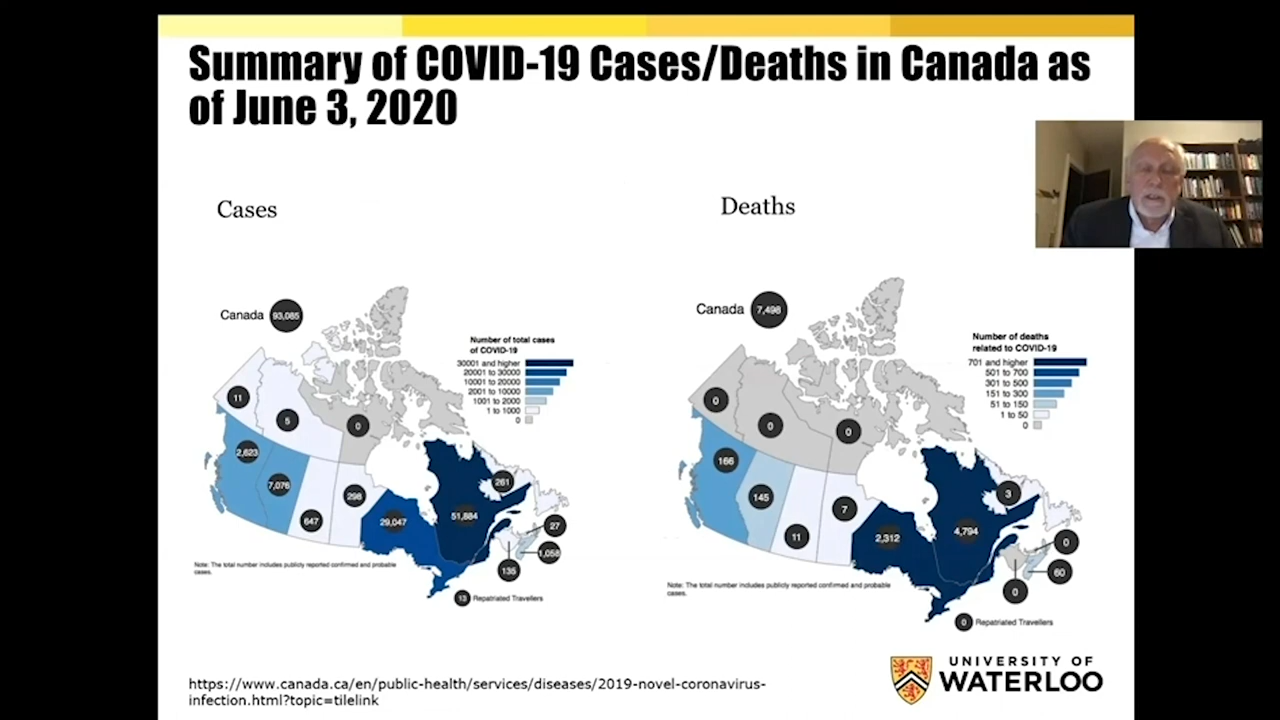 Summary of COVID-19 Cases/Deaths in Canada as
of June 3, 2020
Cases
Canada
93,085
Number of total cases
of COVID-19
30001 and higher
20001 to 30000
10001 to 20000
2001 to 10000
1001 to 2000
1 to 1000
0
11
5
0
2,623
7,076
647
298
29,047
51,884
261
27
1,058
135
Note: The total number includes publicly reported confirmed and probable
cases.
13 Repatriated Travellers
Deaths
Canada
7,498
Number of deaths
related to COVID-19
701 and higher
501 to 700
301 to 500
151 to 300
51 to 150
1 to 50
0
0
0
0
166
145
11
7
2,312
4,794
3
0
60
0
Note: The total number includes publicly reported confirmed and probable
cases.
0 Repatriated Travellers
https://www.canada.ca/en/public-health/services/diseases/2019-novel-coronavirus-
infection.html?topic=tilelink
UNIVERSITY OF
WATERLOO